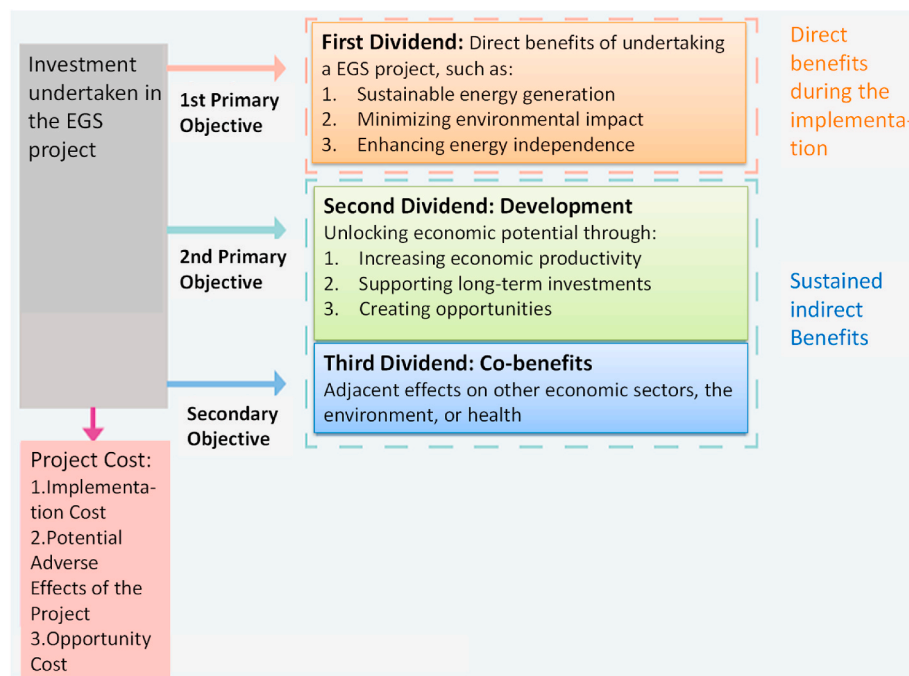 Investment
undertaken in
the EGS
project
1st Primary
Objective
First Dividend: Direct benefits of undertaking
a EGS project, such as:
1. Sustainable energy generation
2. Minimizing environmental impact
3. Enhancing energy independence
Direct
benefits
during the
implementa-
tion
2nd Primary
Objective
Second Dividend: Development
Unlocking economic potential through:
1. Increasing economic productivity
2. Supporting long-term investments
3. Creating opportunities
Sustained
indirect
Benefits
Secondary
Objective
Third Dividend: Co-benefits
Adjacent effects on other economic sectors, the
environment, or health
Project Cost:
1.Implementa-
tion Cost
2.Potential
Adverse
Effects of the
Project
3.Opportunity
Cost